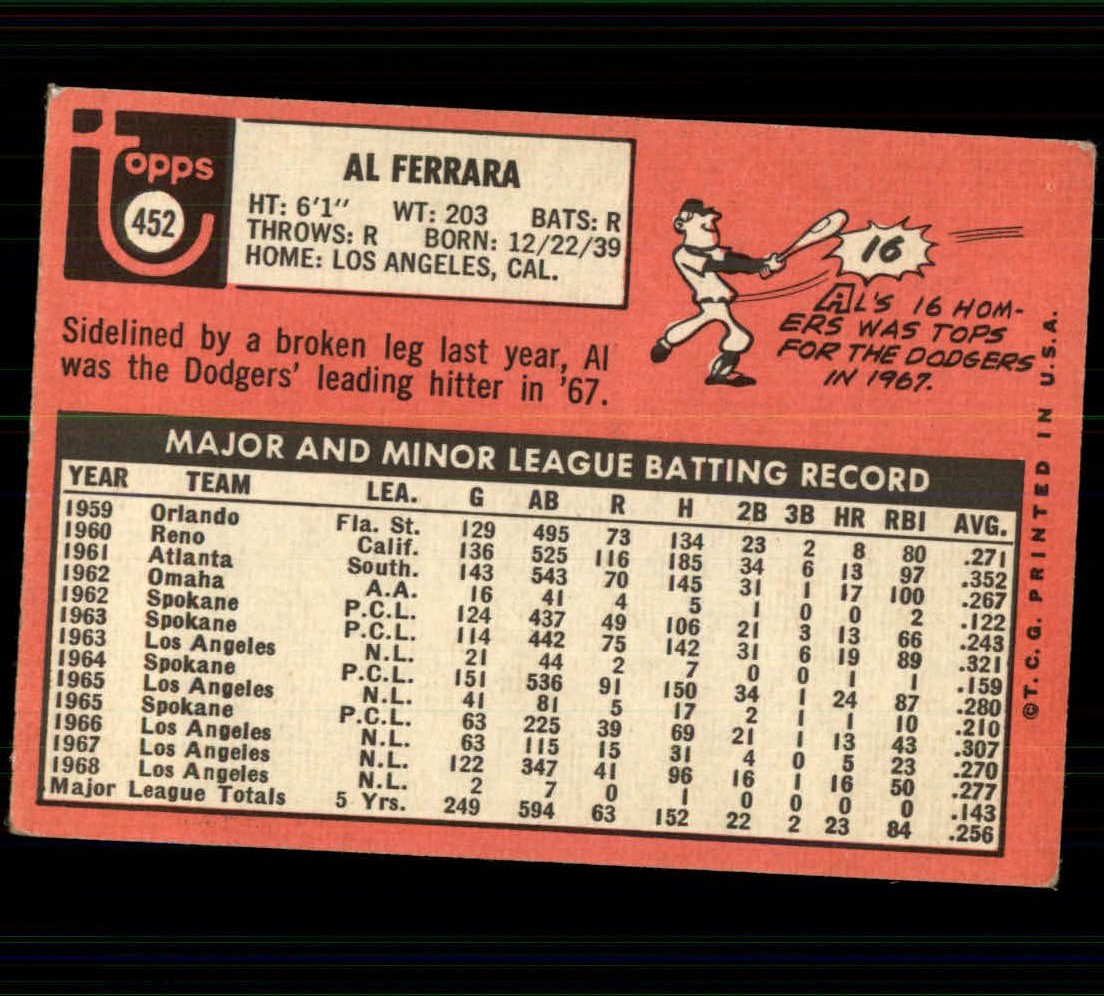 topps
452
AL FERRARA
HT: 6'1" WT: 203 BATS: R
THROWS: R BORN: 12/22/39
HOME: LOS ANGELES, CAL.
16
AL'S 16 HOM-
ERS WAS TOPS
FOR THE DODGERS
IN 1967.
Sidelined by a broken leg last year, Al
was the Dodgers' leading hitter in '67.
MAJOR AND MINOR LEAGUE BATTING RECORD
YEAR TEAM LEA. G AB R H 2B 3B HR RBI AVG.
1959 Orlando Fla. St. 129 495 73 134 23 2 8 80 .271
1960 Reno Calif. 136 525 116 185 34 6 13 97 .352
1961 Atlanta South. 143 543 70 145 31 1 17 100 .267
1962 Omaha A.A. 16 41 4 5 1 0 0 2 .122
1962 Spokane P.C.L. 124 437 49 106 21 3 13 66 .243
1963 Spokane P.C.L. 114 442 75 142 31 6 19 89 .321
1963 Los Angeles N.L. 21 44 2 7 0 0 1 1 .159
1964 Spokane P.C.L. 151 536 91 150 34 1 24 87 .280
1965 Los Angeles N.L. 41 81 5 17 2 1 1 10 .210
1965 Spokane P.C.L. 63 225 39 69 21 1 13 43 .307
1966 Los Angeles N.L. 63 115 15 31 4 0 5 23 .270
1967 Los Angeles N.L. 122 347 41 96 16 1 16 50 .277
1968 Los Angeles N.L. 2 7 0 1 0 0 0 0 .143
Major League Totals 5 Yrs. 249 594 63 152 22 2 23 84 .256
©T. C. G. PRINTED IN U.S.A.